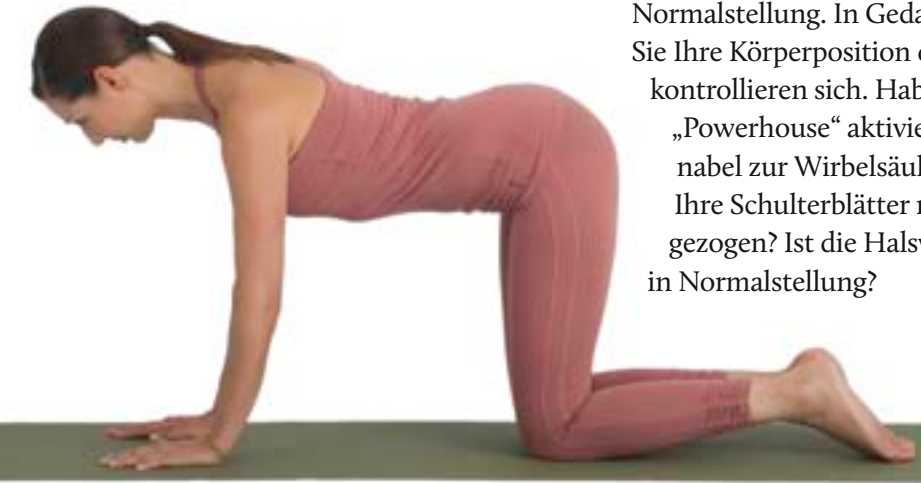 Normalstellung. In Geda
Sie Ihre Körperposition
kontrollieren sich. Hab
„Powerhouse“ aktivie
nabel zur Wirbelsäul
Ihre Schulterblätter
gezogen? Ist die Hals
in Normalstellung?